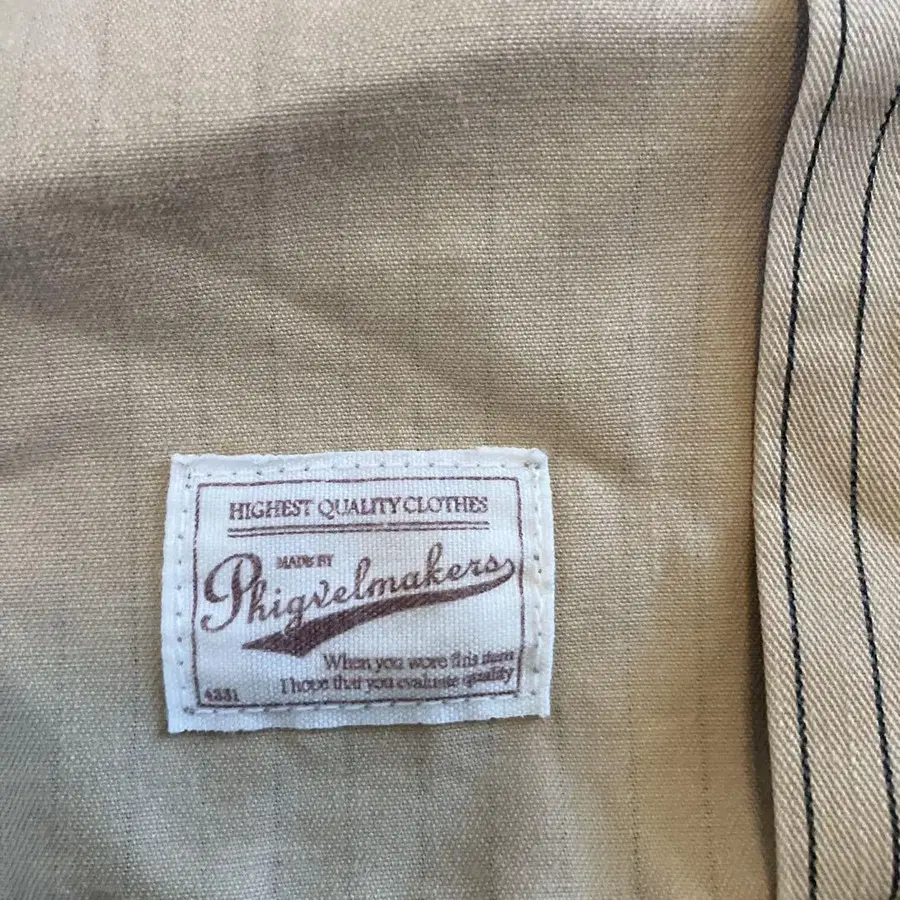 HIGHEST QUALITY CLOTHES
MADE BY
Phigvelmakers
When you wore this item
I hope that you evaluate quality
4331